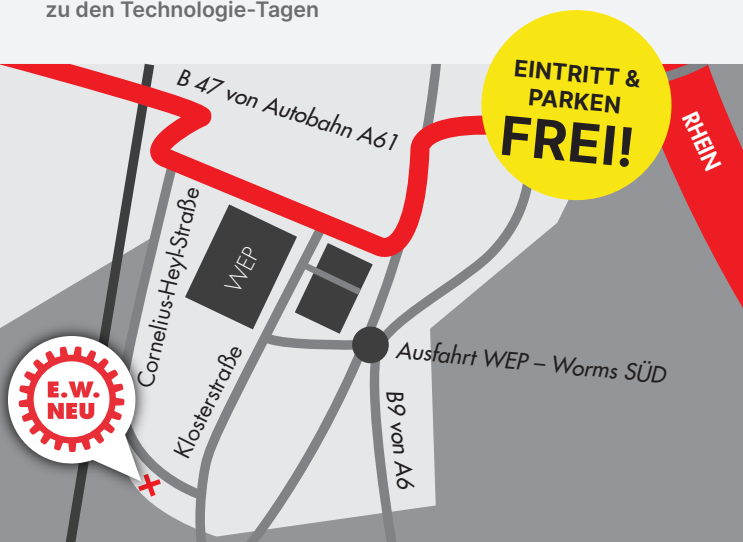 zu den Technologie-Tagen
EINTRITT &
PARKEN
FREI!
B 47 von Autobahn A61
RHEIN
Cornelius-Heyl-Straße
WEP
Klosterstraße
Ausfahrt WEP – Worms SÜD
E.W.
NEU
B9 von A6